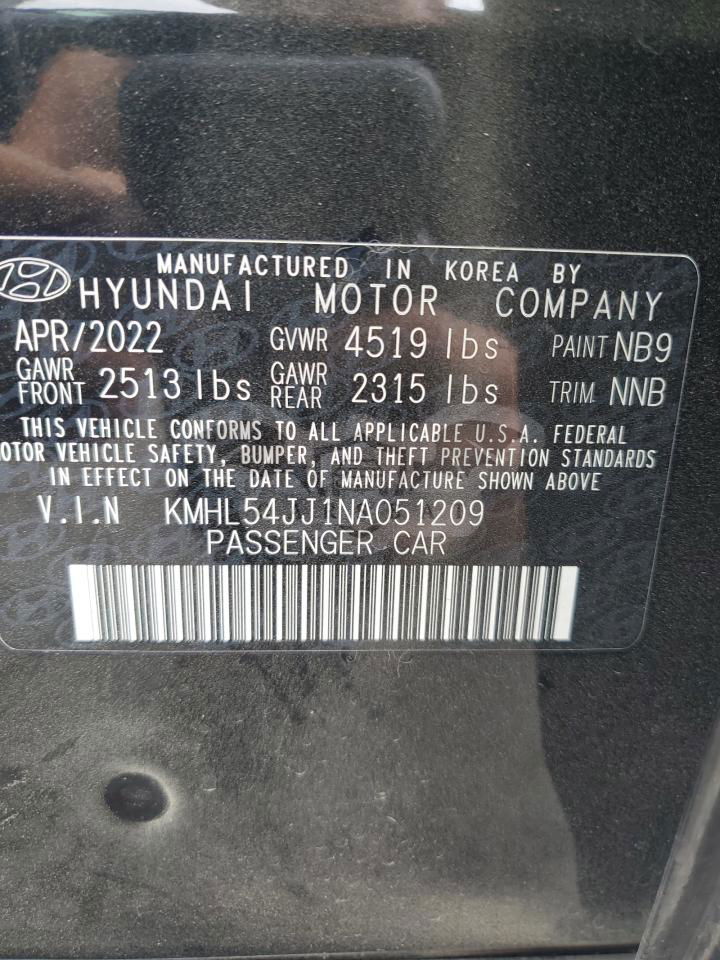 MANUFACTURED IN KOREA BY
HYUNDAI MOTOR COMPANY
APR/2022 GVWR 4519 lbs PAINT NB9
GAWR FRONT 2513 lbs GAWR REAR 2315 lbs TRIM NNB
THIS VEHICLE CONFORMS TO ALL APPLICABLE U.S.A. FEDERAL
OTOR VEHICLE SAFETY, BUMPER, AND THEFT PREVENTION STANDARDS
IN EFFECT ON THE DATE OF MANUFACTURE SHOWN ABOVE
V.I.N KMHL54JJ1NA051209
PASSENGER CAR